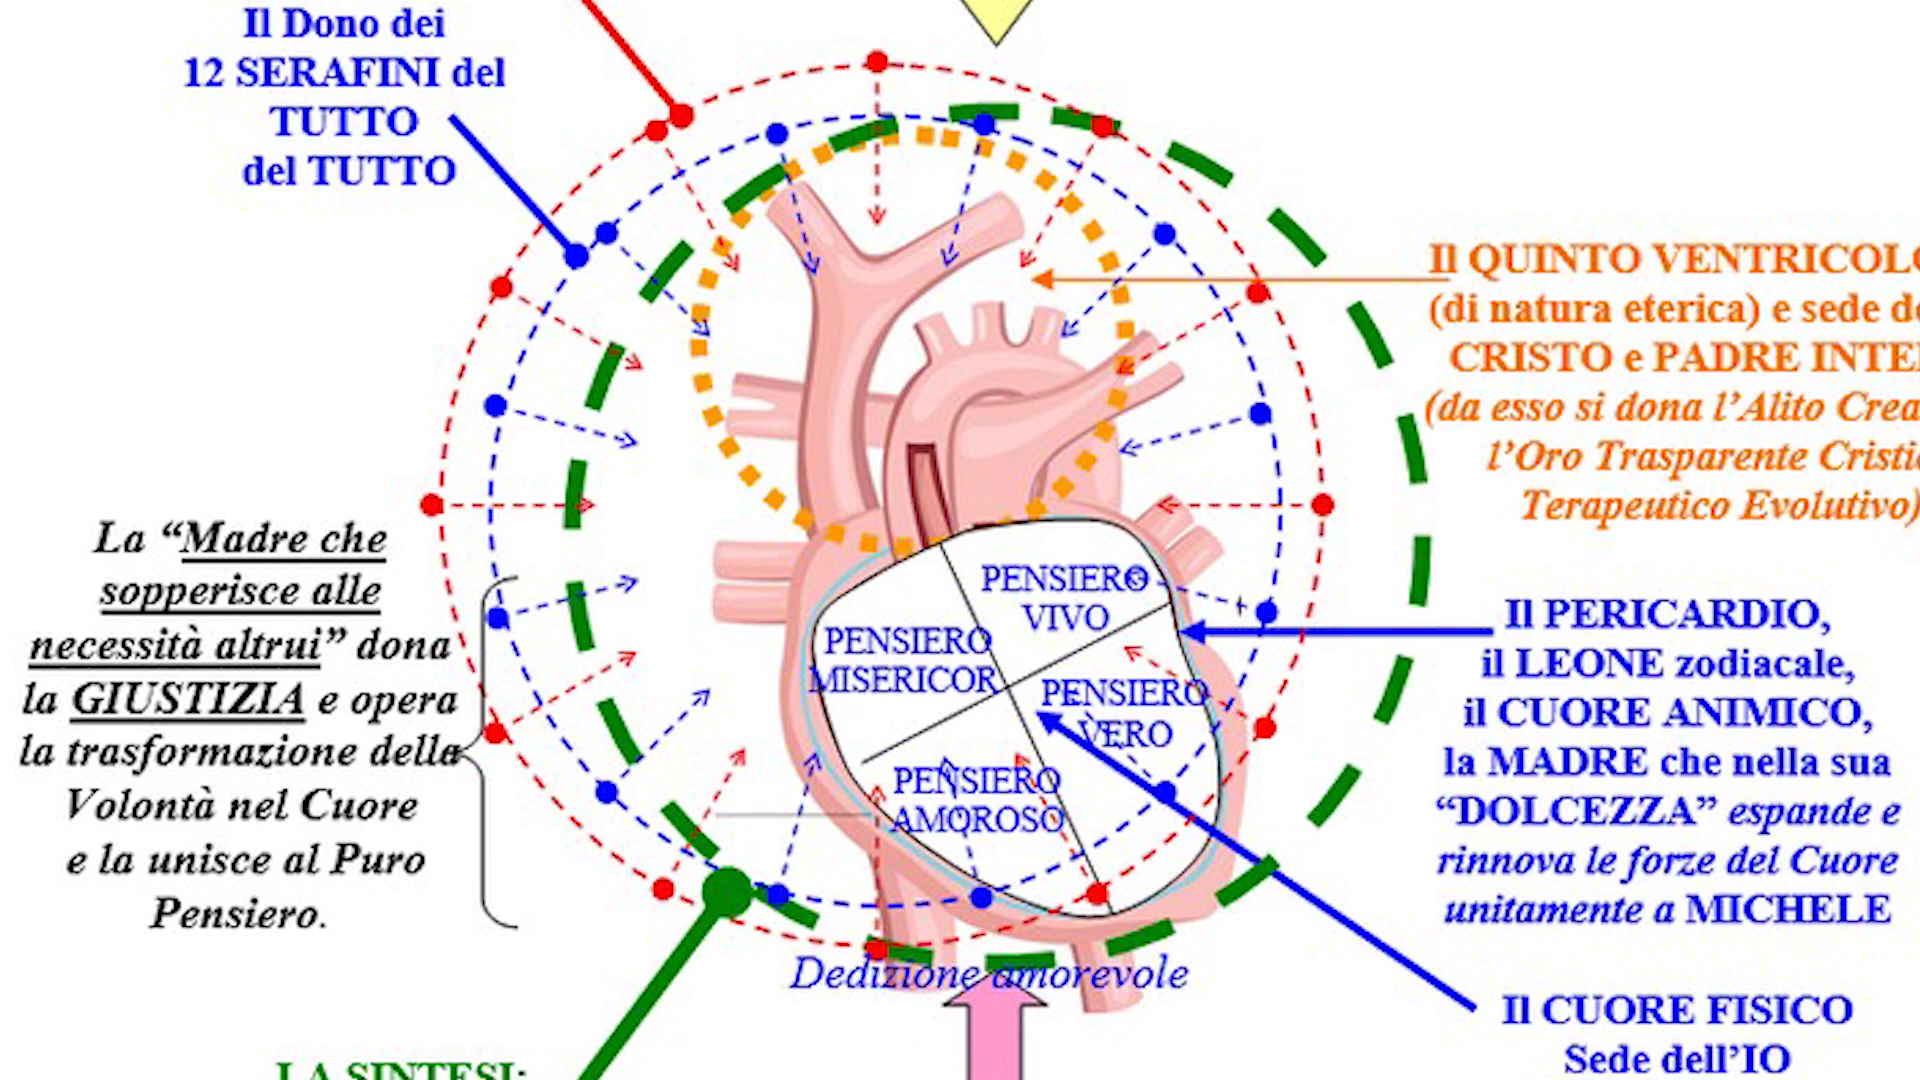 Il Dono dei
12 SERAFINI del
TUTTO
del TUTTO
La “Madre che
sopperisce alle
necessità altrui” dona
la GIUSTIZIA e opera
la trasformazione della
Volontà nel Cuore
e la unisce al Puro
Pensiero.
LA SINTESI:
PENSIERO
VIVO
PENSIERO
MISERICOR
PENSIERO
VERO
PENSIERO
AMOROSO
Dedizione amorevole
Il QUINTO VENTRICOLO
(di natura eterica) e sede
CRISTO e PADRE
(da esso si dona l’Alito
l’Oro Trasparente
Terapeutico Evolutivo)
Il PERICARDIO,
il LEONE zodiacale,
il CUORE ANIMICO,
la MADRE che nella sua
“DOLCEZZA” espande e
rinnova le forze del Cuore
unitamente a MICHELE
Il CUORE FISICO
Sede dell’IO